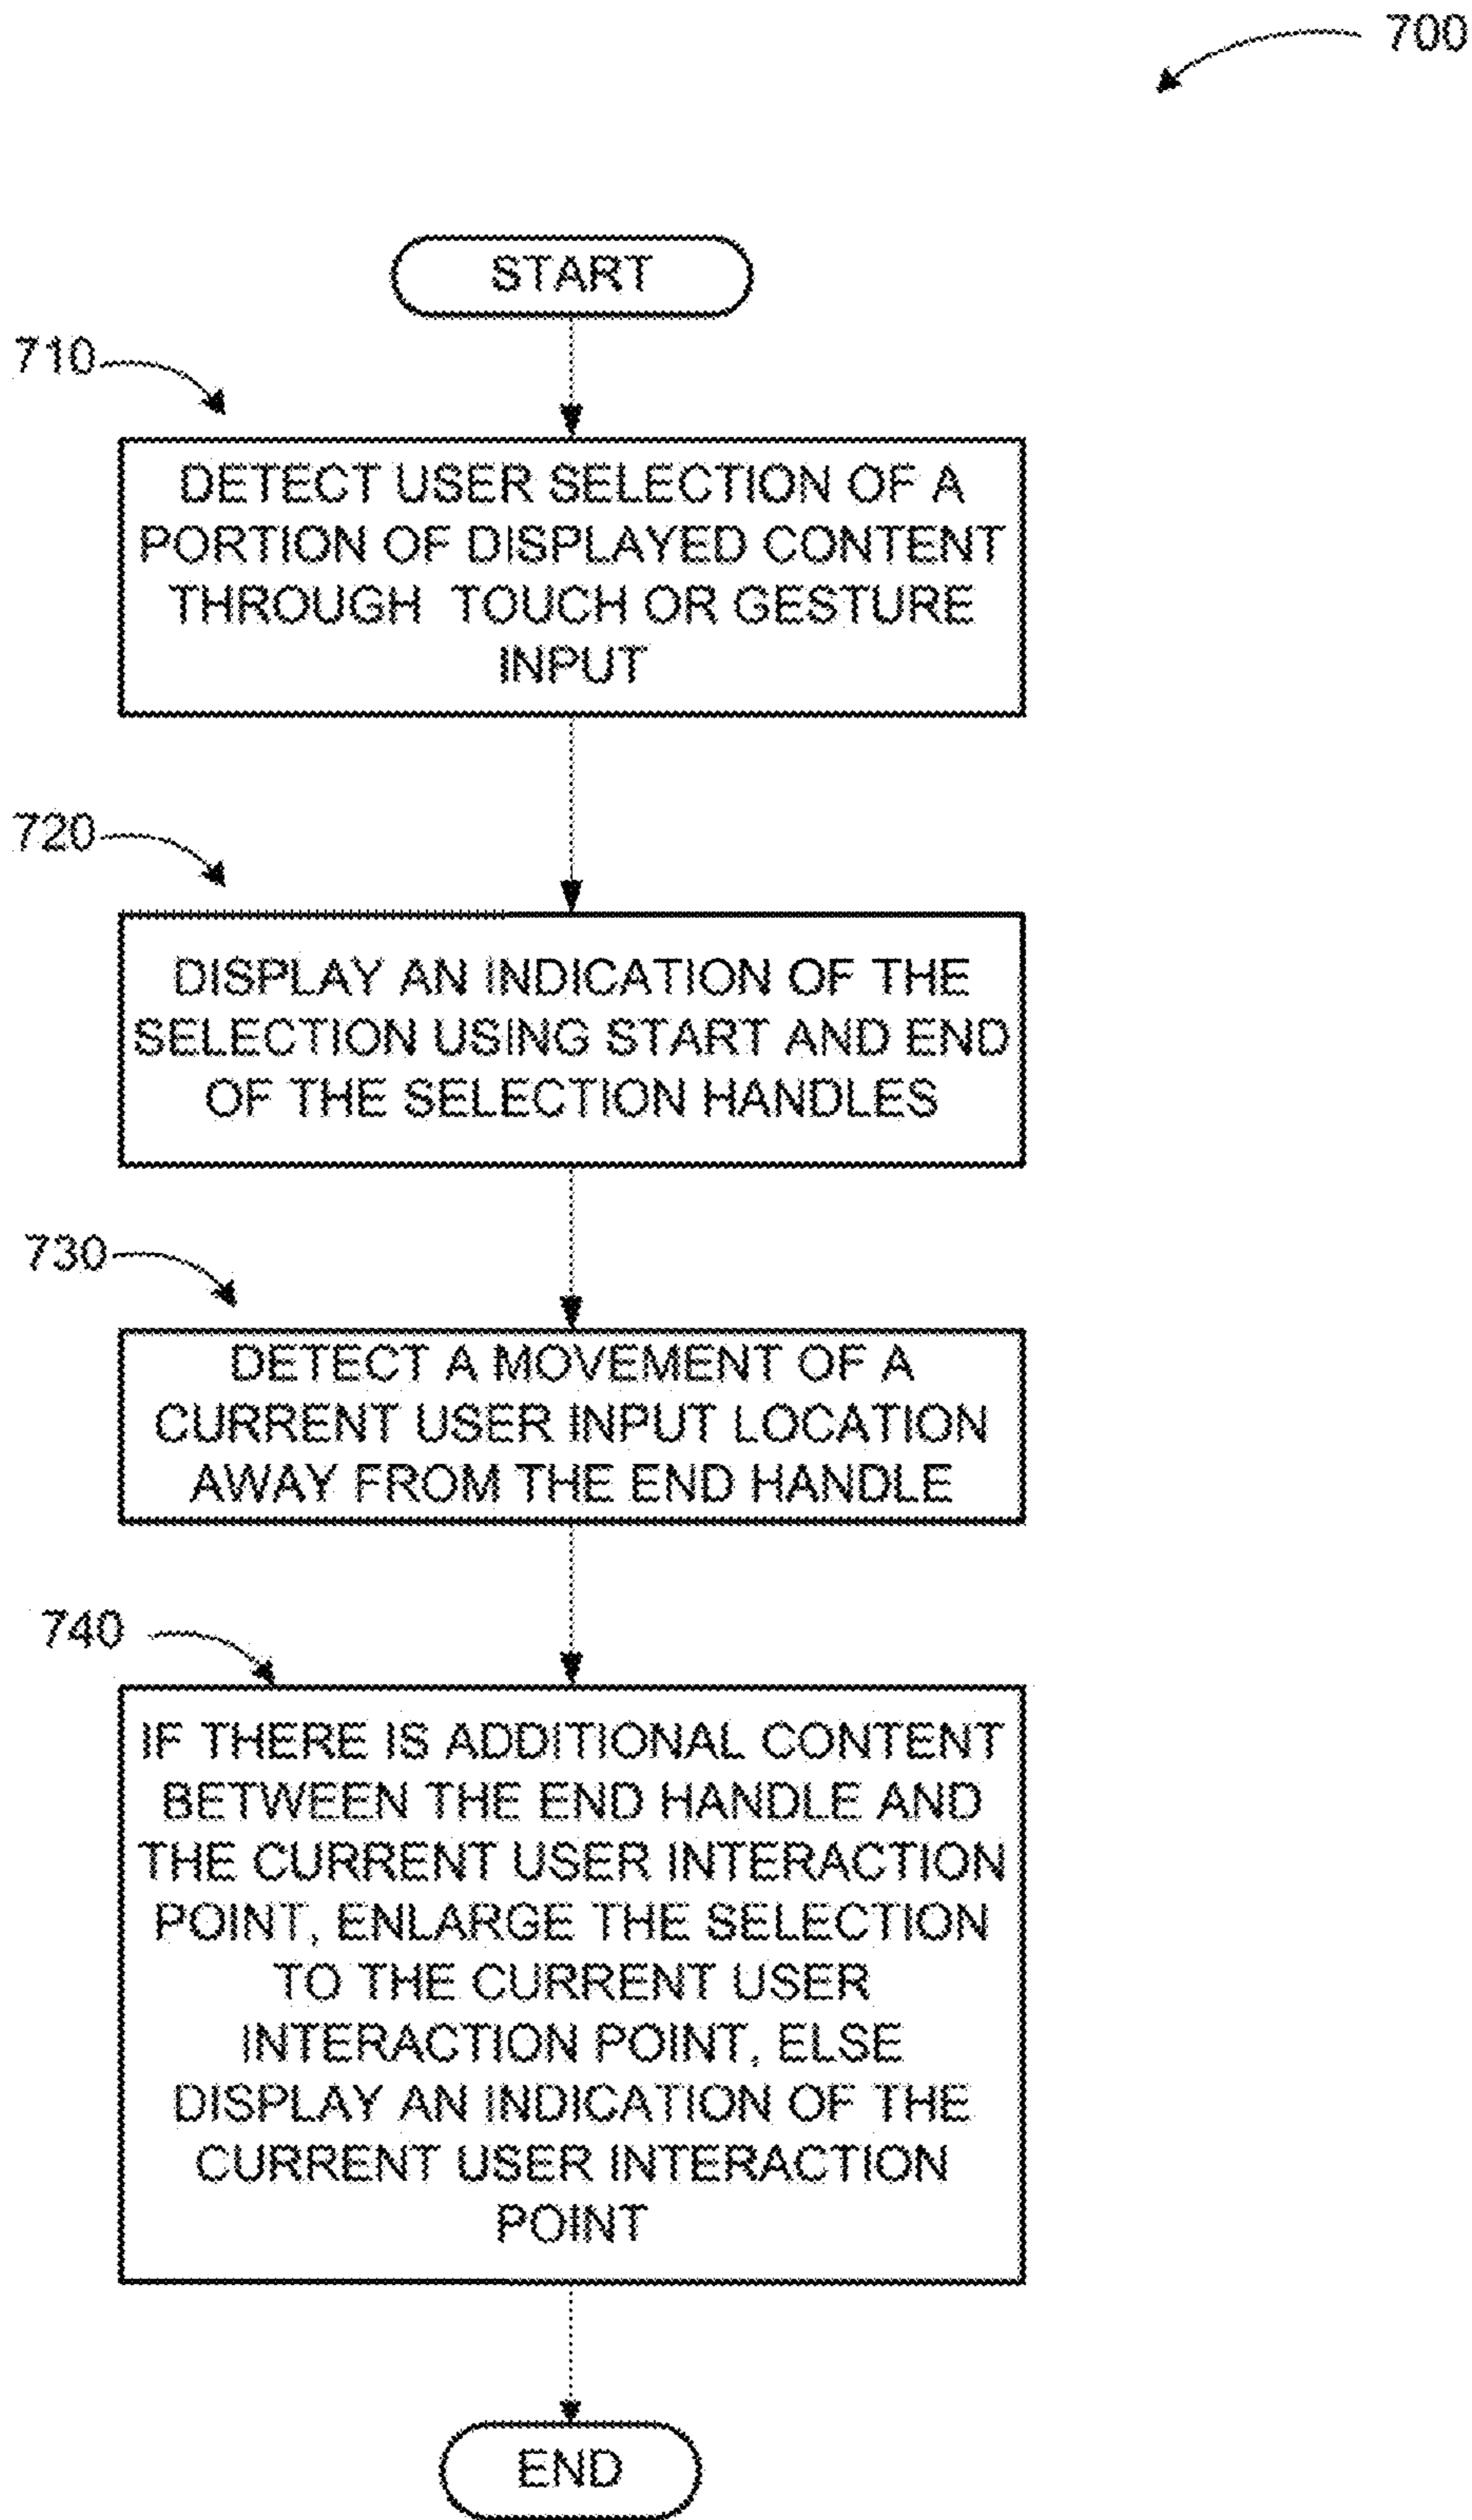 700
START
710
DETECT USER SELECTION OF A
PORTION OF DISPLAYED CONTENT
THROUGH TOUCH OR GESTURE
INPUT
720
DISPLAY AN INDICATION OF THE
SELECTION USING START AND END
OF THE SELECTION HANDLES
730
DETECT A MOVEMENT OF A
CURRENT USER INPUT LOCATION
AWAY FROM THE END HANDLE
740
IF THERE IS ADDITIONAL CONTENT
BETWEEN THE END HANDLE AND
THE CURRENT USER INTERACTION
POINT, ENLARGE THE SELECTION
TO THE CURRENT USER
INTERACTION POINT, ELSE
DISPLAY AN INDICATION OF THE
CURRENT USER INTERACTION
POINT
END